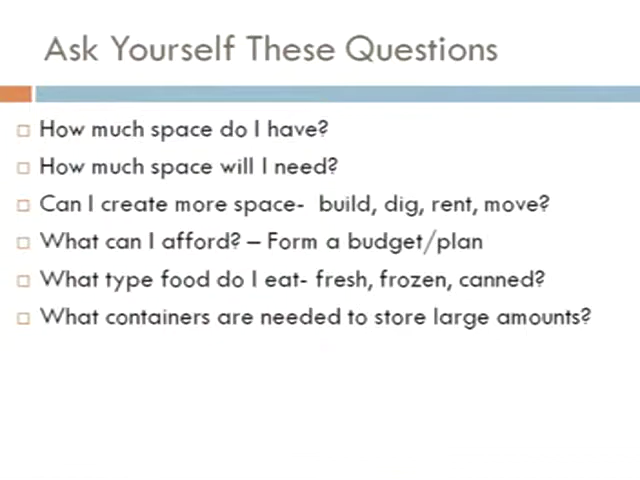 Ask Yourself These Questions
How much space do I have?
How much space will I need?
Can I create more space- build, dig, rent, move?
What can I afford? – Form a budget/plan
What type food do I eat- fresh, frozen, canned?
What containers are needed to store large amounts?